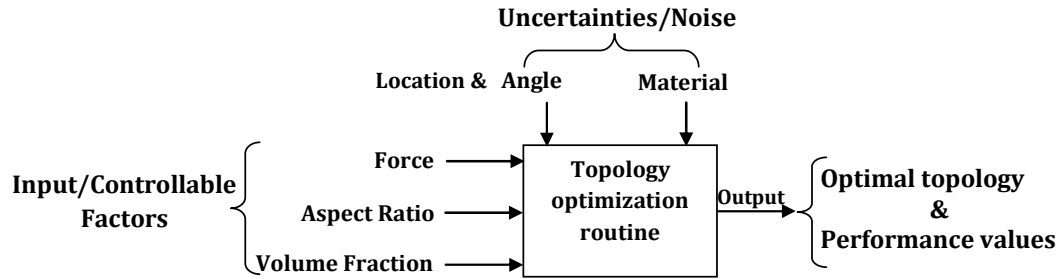 Uncertainties/Noise
Location & Angle
Material
Input/Controllable
Factors
Force
Aspect Ratio
Volume Fraction
Topology
optimization
routine
Output
Optimal topology
&
Performance values